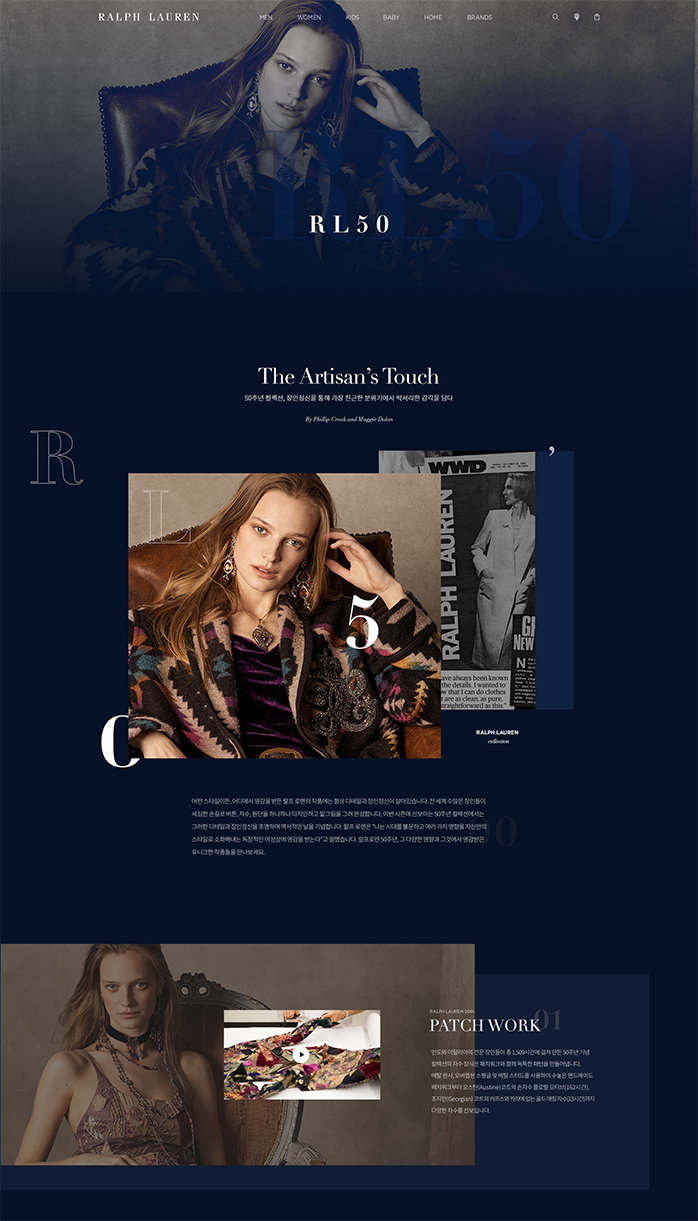 RALPH LAUREN
MEN WOMEN KIDS BABY HOME BRANDS
RL50
RL50
The Artisan's Touch
50주년 컬렉션, 장인정신을 통해 가장 친근한 분위기에서 럭셔리한 감각을 담다
By Phillip Crook and Maggie Dolan
R
L
,
5
0
WWD
RALPH LAUREN
NEW
ave always been known
the details. I wanted to
ow that I can do clothes
t are as clean, as pure,
straightforward as this."
RALPH LAUREN
collection
어떤 스타일이든, 어디에서 영감을 받든 랄프 로렌의 작품에는 항상 디테일과 장인정신이 살아있습니다. 전 세계 수많은 장인들이
세심한 손길로 버튼, 자수, 원단을 하나하나 디자인하고 밑그림을 그려 완성합니다. 이번 시즌에 선보이는 50주년 컬렉션에서는
그러한 디테일과 장인정신을 조명하며 역사적인 날을 기념합니다. 랄프 로렌은 "나는 시대를 불문하고 여러 가지 영향을 자신만의
스타일로 소화해내는 독창적인 여성상에 영감을 받는다"고 말했습니다. 랄프로렌 50주년, 그 다양한 영향과 그것에서 영감받은
유니크한 작품들을 만나보세요.
RALPH LAUREN 50th
PATCH WORK
01
인도와 이탈리아의 전문 장인들이 총 1,509시간에 걸쳐 만든 50주년 기념
컬렉션의 자수 장식은 패치워크와 함께 독특한 패턴을 만들어냅니다.
메탈 원사, 오버랩된 스팽글 및 메탈 스터드를 사용하여 수놓은 핸드메이드
패치워크부터 오스틴(Austine)코트의 손자수 플로럴 모티브(162시간),
조지안(Georgian) 코트의 커프스와 카라에 있는 골드 애칭 자수(13시간)까지
다양한 자수를 선보입니다.